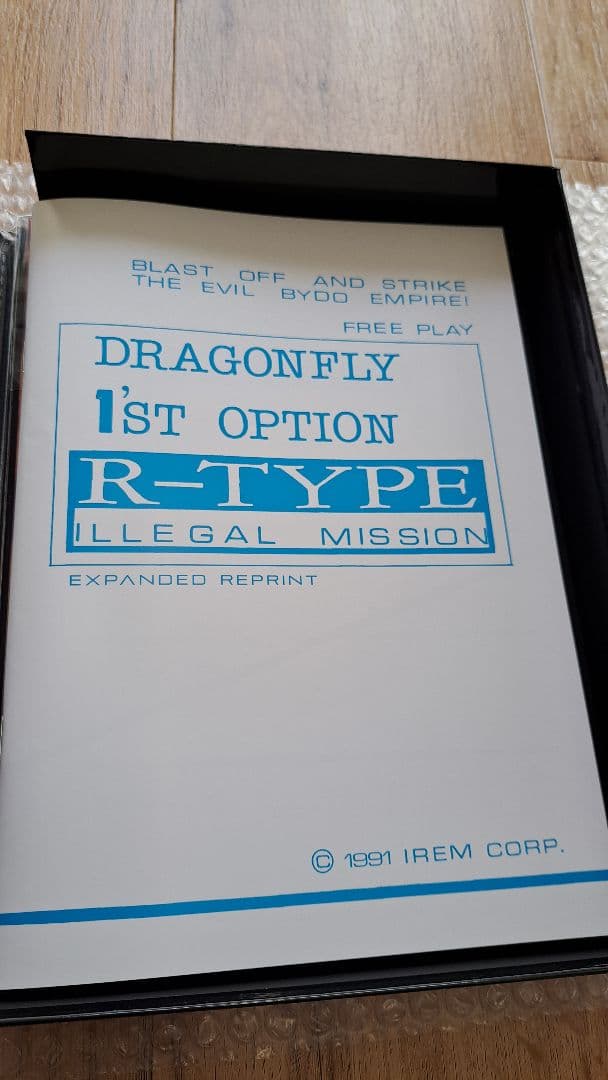 BLAST OFF AND STRIKE
THE EVIL BYDO EMPIRE!
FREE PLAY
DRAGONFLY
1'ST OPTION
R-TYPE
ILLEGAL MISSION
EXPANDED REPRINT
© 1991 IREM CORP.